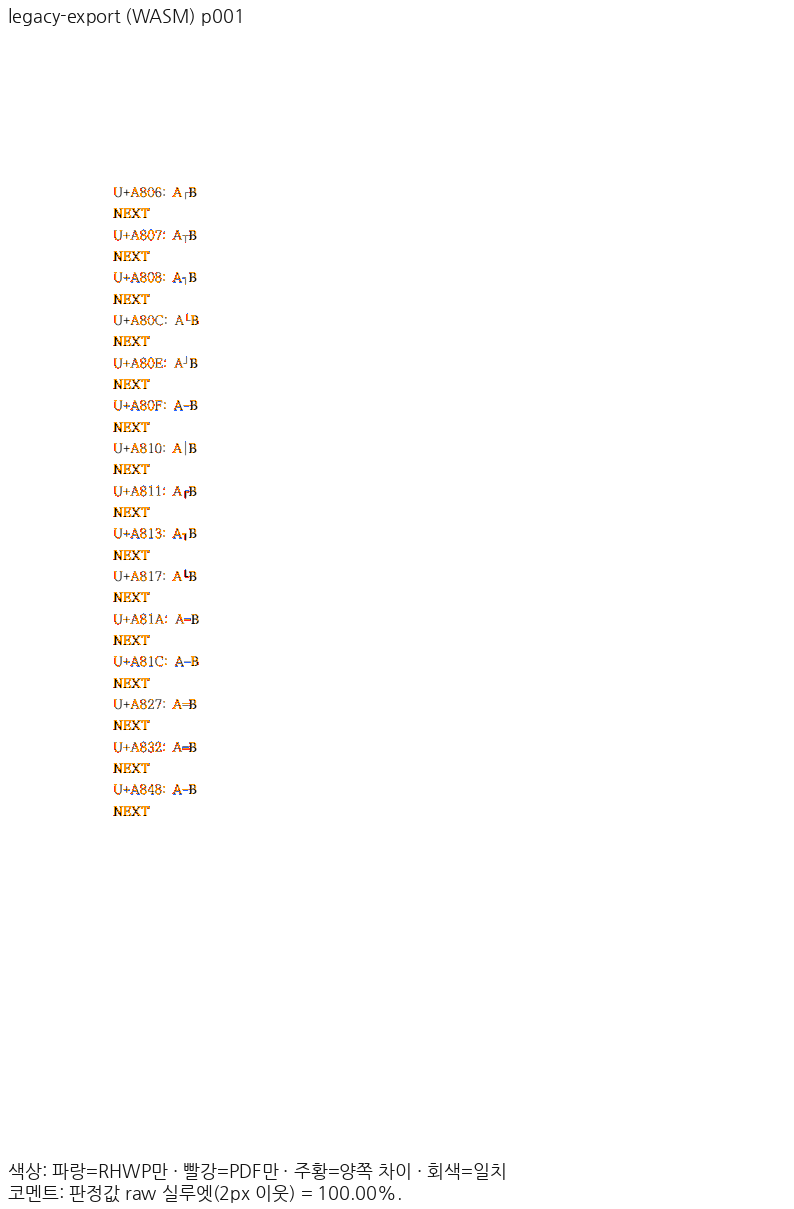 legacy-export (WASM) p001
U+A806: A┌B
NEXT
U+A807: A┬B
NEXT
U+A808: A┐B
NEXT
U+A80C: A└B
NEXT
U+A80E: A┘B
NEXT
U+A80F: A─B
NEXT
U+A810: A│B
NEXT
U+A811: A┏B
NEXT
U+A813: A┓B
NEXT
U+A817: A┗B
NEXT
U+A81A: A━B
NEXT
U+A81C: A─B
NEXT
U+A827: A═B
NEXT
U+A832: A═B
NEXT
U+A848: A─B
NEXT
색상: 파랑=RHWP만 · 빨강=PDF만 · 주황=양쪽 차이 · 회색=일치
코멘트: 판정값 raw 실루엣(2px 이웃) = 100.00%.